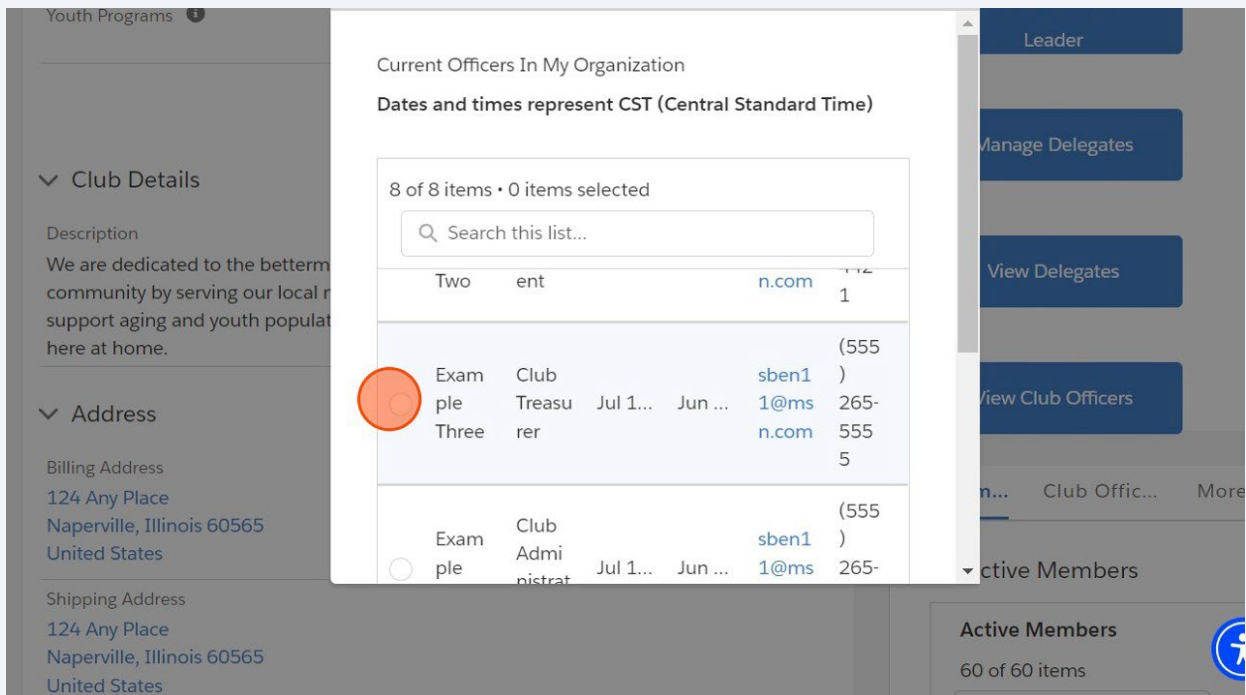 Youth Programs
Club Details
Description
We are dedicated to the betterm
community by serving our local r
support aging and youth populat
here at home.
Address
Billing Address
124 Any Place
Naperville, Illinois 60565
United States
Shipping Address
124 Any Place
Naperville, Illinois 60565
United States
Current Officers In My Organization
Dates and times represent CST (Central Standard Time)
8 of 8 items • 0 items selected
Search this list...
Two ent n.com 1
(555
Exam Club sben1 )
ple Treasu Jul 1... Jun ... 1@ms 265-
Three rer n.com 555
5
(555
Exam Club sben1 )
ple Admi Jul 1... Jun ... 1@ms 265-
nistrat
Leader
Manage Delegates
View Delegates
View Club Officers
m... Club Offic... More
ctive Members
Active Members
60 of 60 items